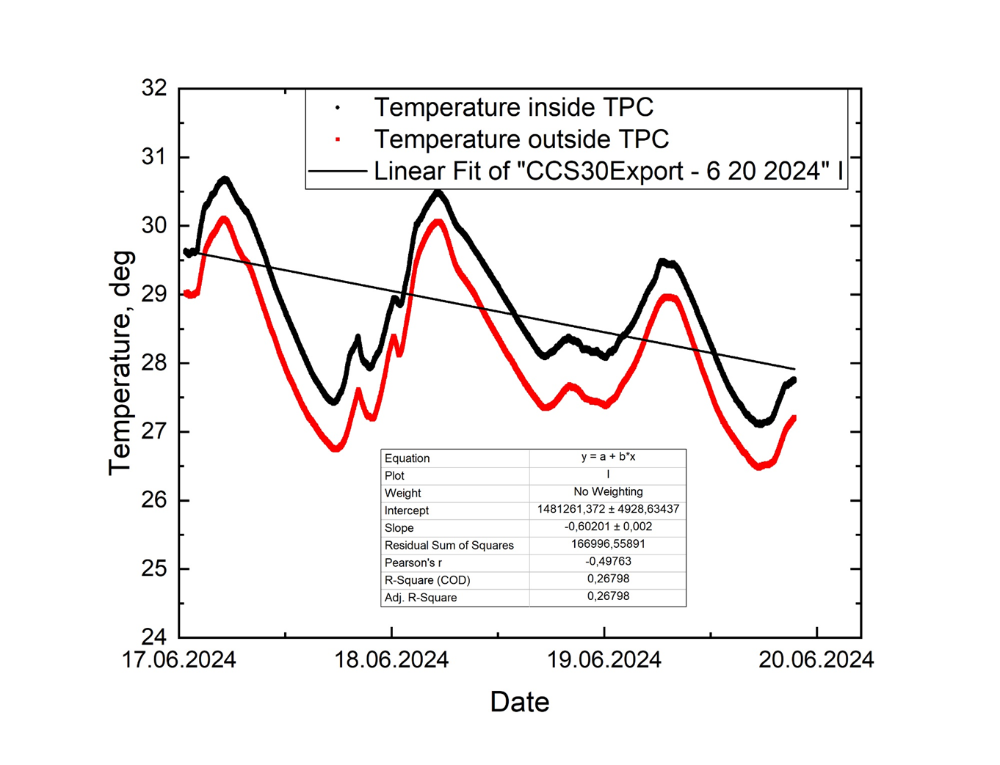 32
31
30
29
28
27
26
25
24
Temperature, deg
Temperature inside TPC
Temperature outside TPC
Linear Fit of "CCS30Export - 6 20 2024" I
Equation y = a + b*x
Plot I
Weight No Weighting
Intercept 1481261,372 ± 4928,63437
Slope -0,60201 ± 0,002
Residual Sum of Squares 166996,55891
Pearson's r -0,49763
R-Square (COD) 0,26798
Adj. R-Square 0,26798
17.06.2024 18.06.2024 19.06.2024 20.06.2024
Date